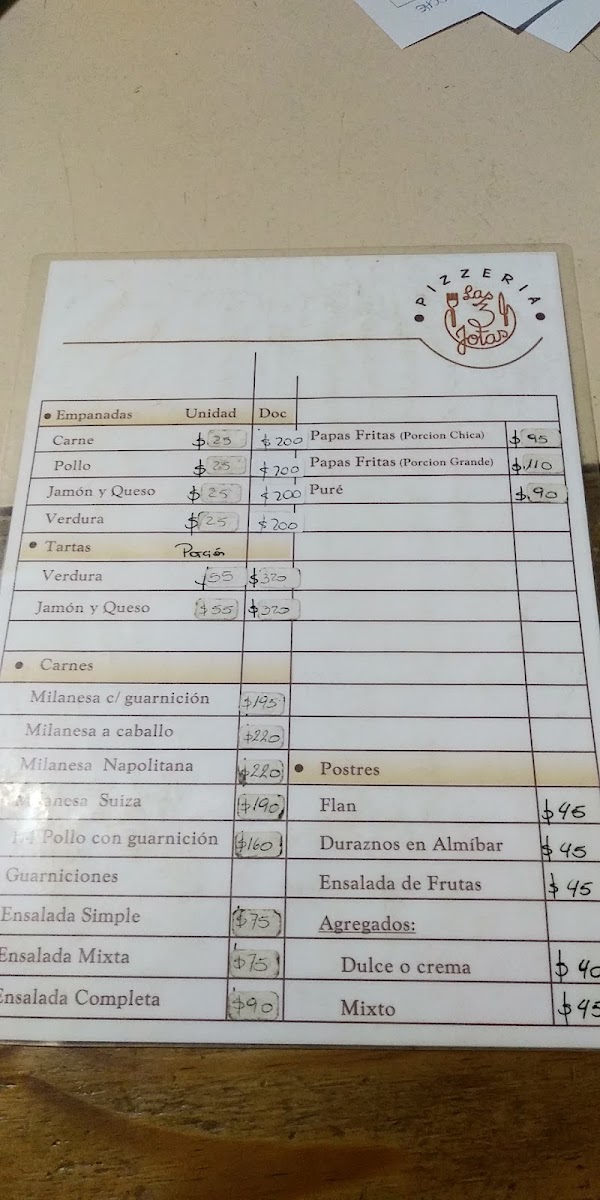 PIZZERIA
Las 3 Jotas
• Empanadas Unidad Doc
Carne $25 $200
Pollo $25 $200
Jamón y Queso $25 $200
Verdura $25 $200
• Tartas Porción
Verdura $55 $320
Jamón y Queso $55 $320
• Carnes
Milanesa c/ guarnición $195
Milanesa a caballo $220
Milanesa Napolitana $220
Milanesa Suiza $190
1/4 Pollo con guarnición $160
Guarniciones
Ensalada Simple $75
Ensalada Mixta $75
Ensalada Completa $90
Papas Fritas (Porcion Chica) $95
Papas Fritas (Porcion Grande) $110
Puré $90
• Postres
Flan $45
Duraznos en Almíbar $45
Ensalada de Frutas $45
Agregados:
Dulce o crema $40
Mixto $45